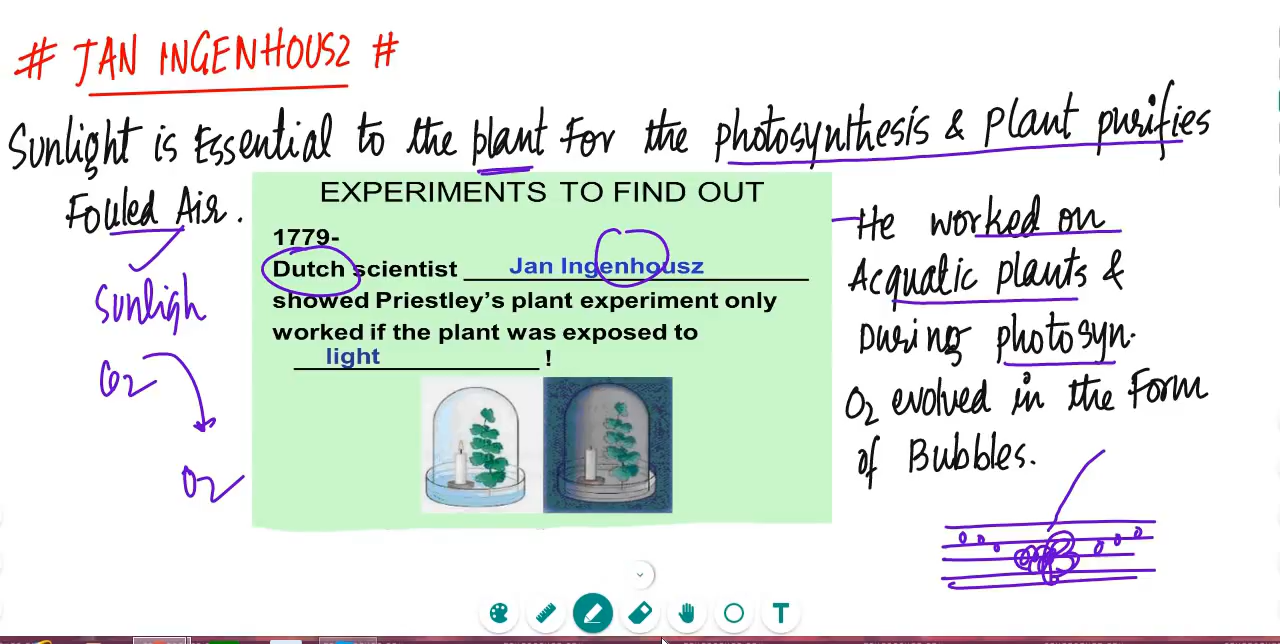 # JAN INGENHOUSZ #
Sunlight is Essential to the plant For the photosynthesis & Plant purifies
Fouled Air.
EXPERIMENTS TO FIND OUT
1779-
Dutch scientist Jan Ingenhousz
showed Priestley's plant experiment only
worked if the plant was exposed to
light !
Sunligh
CO2
O2
He worked on
Acquatic plants &
During photosyn.
O2 evolved in the Form
of Bubbles.
T